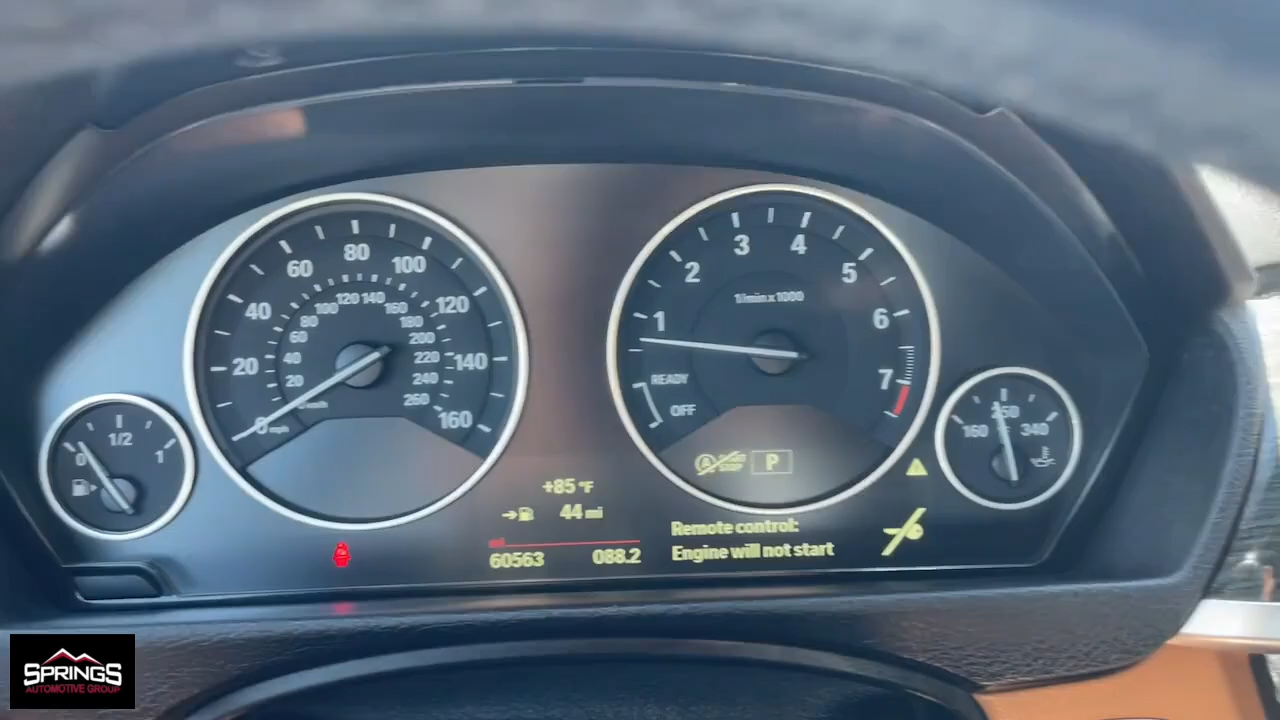 80
60
100
40
120
20
140
0 mph
160
120 140
100
160
80
180
60
200
40
220
20
240
km/h
260
3
4
2
5
1/min x 1000
1
6
7
READY
OFF
START
STOP
P
1/2
0
1
250
160
°F
340
+85 °F
44 mi
mi
60563
088.2
Remote control:
Engine will not start
SPRINGS
AUTOMOTIVE GROUP